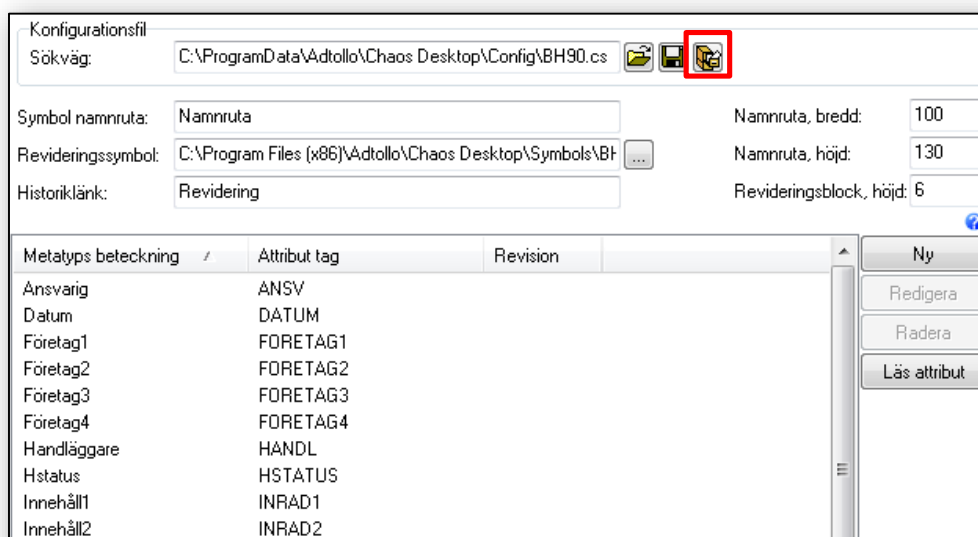 Konfigurationsfil
Sökväg: C:\ProgramData\Adtollo\Chaos Desktop\Config\BH90.cs
Symbol namnruta: Namnruta Namnruta, bredd: 100
Revideringssymbol: C:\Program Files (x86)\Adtollo\Chaos Desktop\Symbols\BH ... Namnruta, höjd: 130
Historiklänk: Revidering Revideringsblock, höjd: 6
Metatyps beteckning Attribut tag Revision Ny
Ansvarig ANSV Redigera
Datum DATUM
Företag1 FORETAG1 Radera
Företag2 FORETAG2 Läs attribut
Företag3 FORETAG3
Företag4 FORETAG4
Handläggare HANDL
Hstatus HSTATUS
Innehåll1 INRAD1
Innehåll2 INRAD2